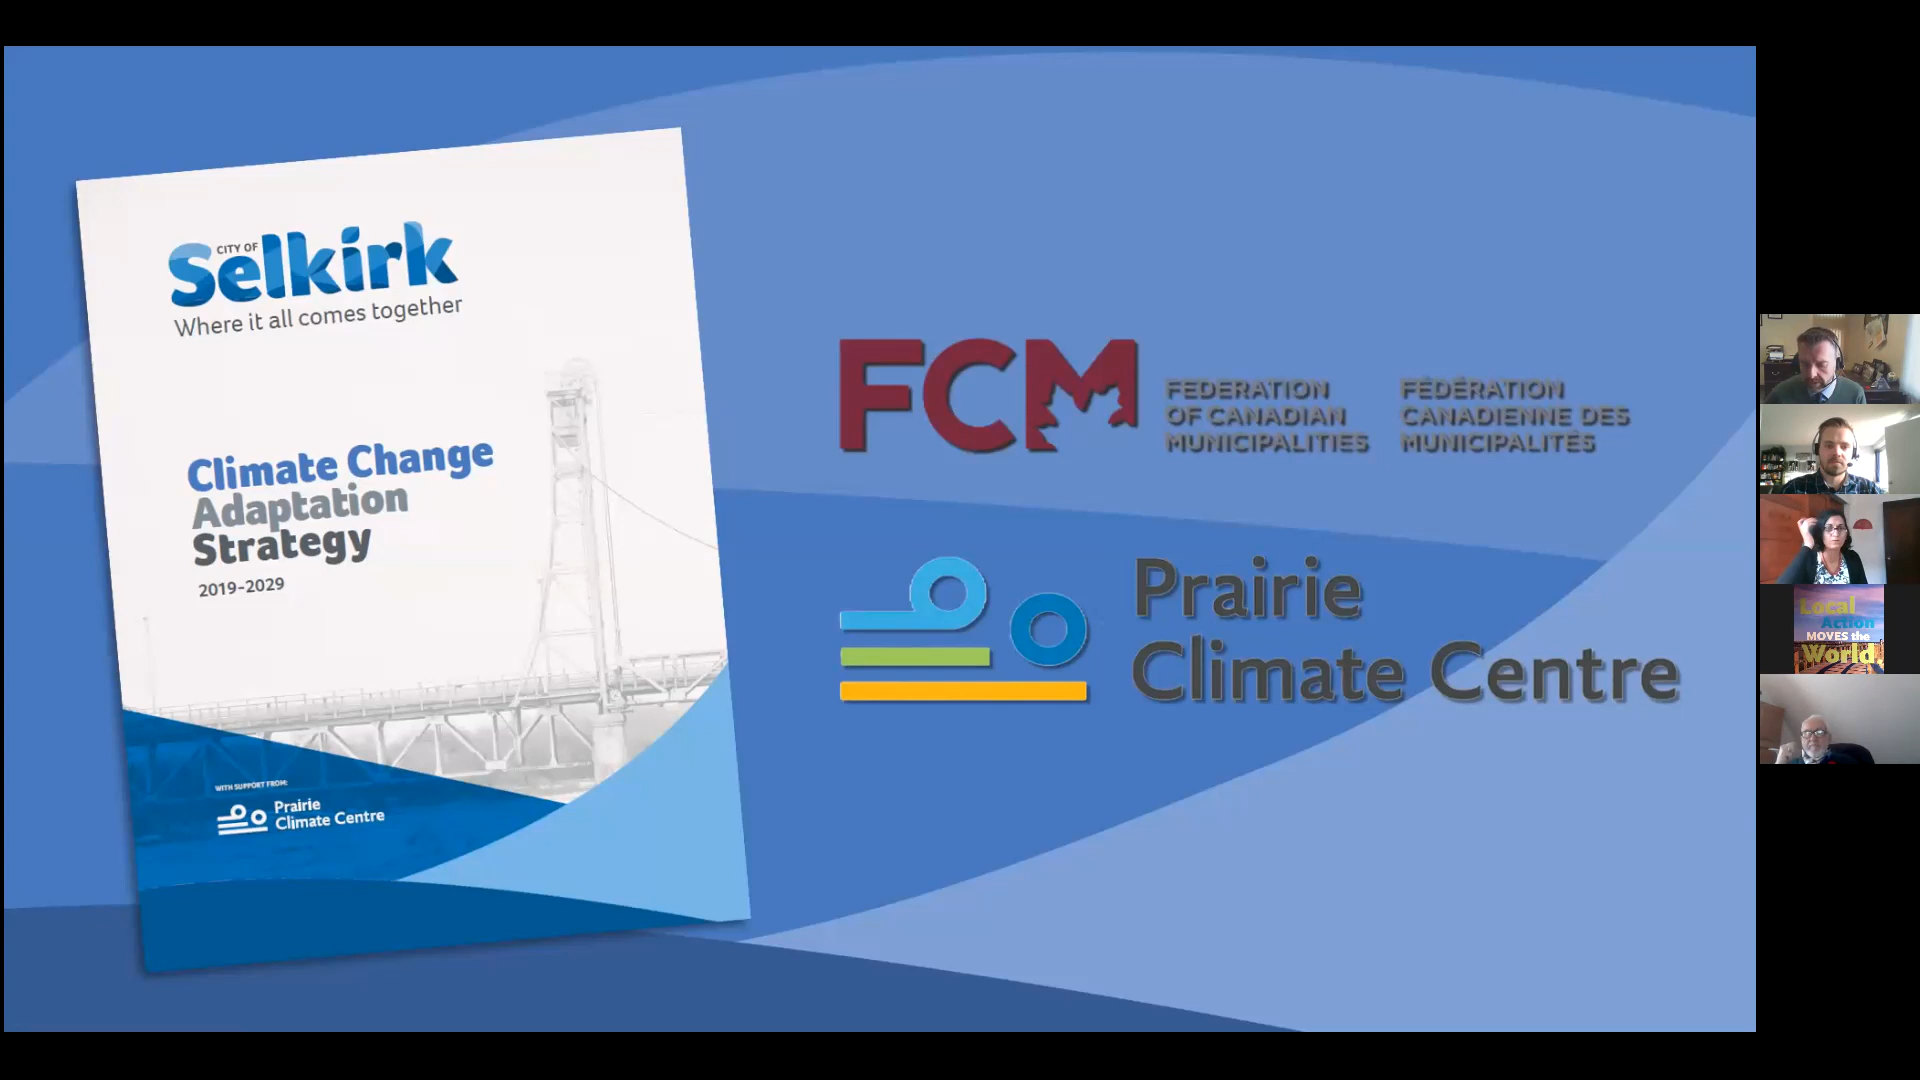 CITY OF
Selkirk
Where it all comes together
Climate Change
Adaptation
Strategy
2019-2029
WITH SUPPORT FROM:
Prairie
Climate Centre
FCM
FEDERATION
OF CANADIAN
MUNICIPALITIES
FÉDÉRATION
CANADIENNE DES
MUNICIPALITÉS
Prairie
Climate Centre
Local
Action
MOVES the
World